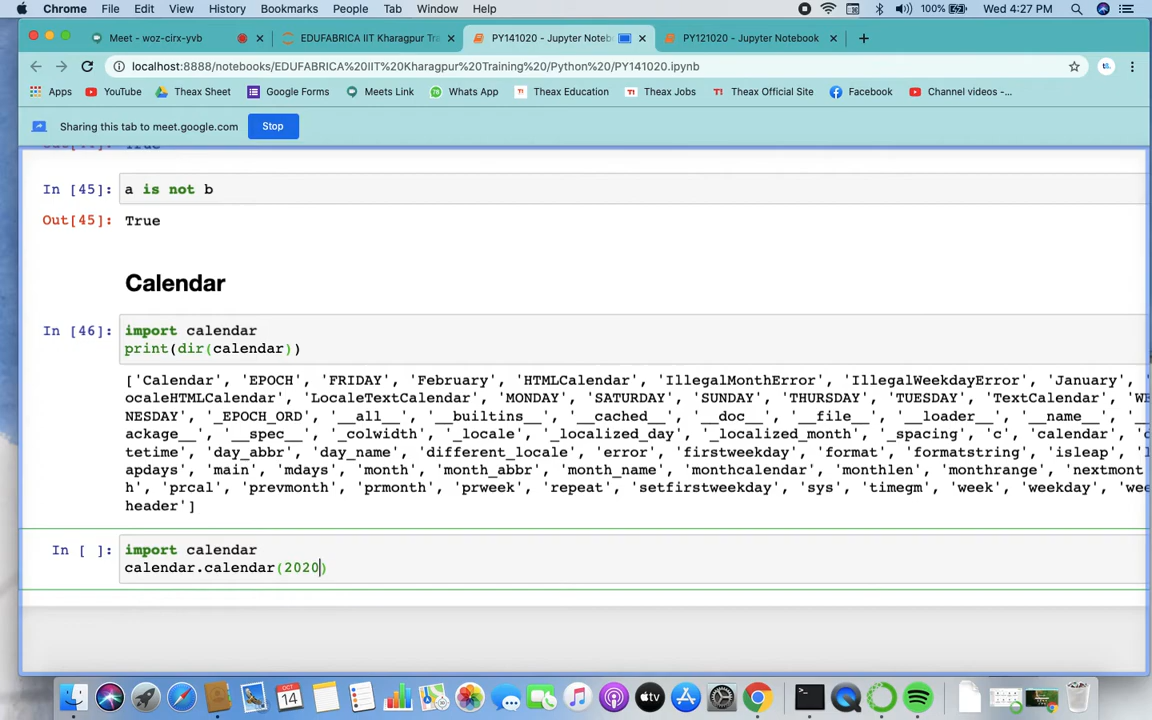 Chrome File Edit View History Bookmarks People Tab Window Help 100% Wed 4:27 PM
Meet - woz-cirx-yvb EDUFABRICA IIT Kharagpur Tra PY141020 - Jupyter Noteb PY121020 - Jupyter Notebook
localhost:8888/notebooks/EDUFABRICA%20IIT%20Kharagpur%20Training%20/Python%20/PY141020.ipynb
Apps YouTube Theax Sheet Google Forms Meets Link Whats App Theax Education Theax Jobs Theax Official Site Facebook Channel videos -...
Sharing this tab to meet.google.com Stop
In [45]: a is not b
Out[45]: True
Calendar
In [46]: import calendar
print(dir(calendar))
['Calendar', 'EPOCH', 'FRIDAY', 'February', 'HTMLCalendar', 'IllegalMonthError', 'IllegalWeekdayError', 'January', '
ocaleHTMLCalendar', 'LocaleTextCalendar', 'MONDAY', 'SATURDAY', 'SUNDAY', 'THURSDAY', 'TUESDAY', 'TextCalendar', 'WE
NESDAY', '_EPOCH_ORD', '__all__', '__builtins__', '__cached__', '__doc__', '__file__', '__loader__', '__name__', '__
ackage__', '__spec__', '_colwidth', '_locale', '_localized_day', '_localized_month', '_spacing', 'c', 'calendar', 'd
tetime', 'day_abbr', 'day_name', 'different_locale', 'error', 'firstweekday', 'format', 'formatstring', 'isleap', 'l
apdays', 'main', 'mdays', 'month', 'month_abbr', 'month_name', 'monthcalendar', 'monthlen', 'monthrange', 'nextmont
h', 'prcal', 'prevmonth', 'prmonth', 'prweek', 'repeat', 'setfirstweekday', 'sys', 'timegm', 'week', 'weekday', 'wee
header']
In [ ]: import calendar
calendar.calendar(2020)
OCT
14
tv